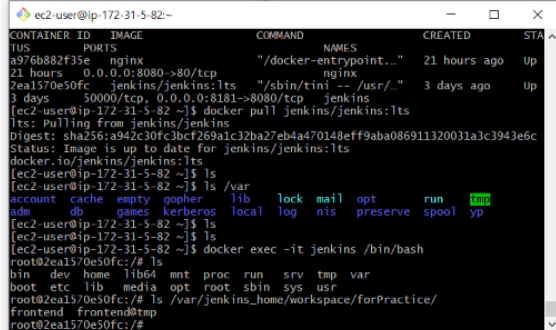 ec2-user@ip-172-31-5-82:~
CONTAINER ID IMAGE COMMAND CREATED STA
TUS PORTS NAMES
a976b882f35e nginx "/docker-entrypoint.…" 21 hours ago Up
21 hours 0.0.0.0:8080->80/tcp nginx
2ea1570e50fc jenkins/jenkins:lts "/sbin/tini -- /usr/…" 3 days ago Up
3 days 50000/tcp, 0.0.0.0:8181->8080/tcp jenkins
[ec2-user@ip-172-31-5-82 ~]$ docker pull jenkins/jenkins:lts
lts: Pulling from jenkins/jenkins
Digest: sha256:a942c30fc3bcf269a1c32ba27eb4a470148eff9aba086911320031a3c3943e6c
Status: Image is up to date for jenkins/jenkins:lts
docker.io/jenkins/jenkins:lts
[ec2-user@ip-172-31-5-82 ~]$ ls
[ec2-user@ip-172-31-5-82 ~]$ ls /var
account cache empty gopher lib lock mail opt run tmp
adm db games kerberos local log nis preserve spool yp
[ec2-user@ip-172-31-5-82 ~]$ ls
[ec2-user@ip-172-31-5-82 ~]$ ls
[ec2-user@ip-172-31-5-82 ~]$ docker exec -it jenkins /bin/bash
root@2ea1570e50fc:/# ls
bin dev home lib64 mnt proc run srv tmp var
boot etc lib media opt root sbin sys usr
root@2ea1570e50fc:/# ls /var/jenkins_home/workspace/forPractice/
frontend frontend@tmp
root@2ea1570e50fc:/#